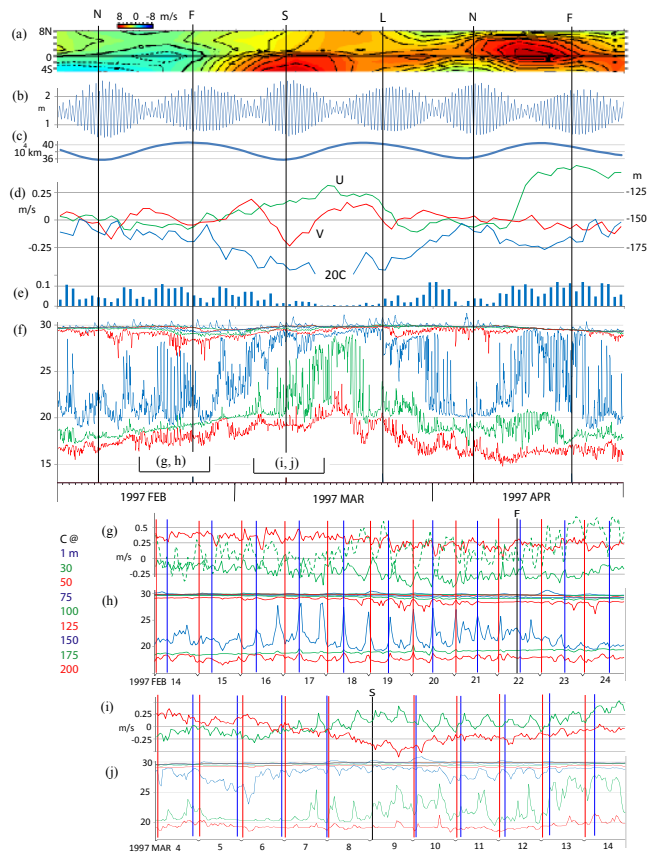 8 0 -8 m/s
N F S L N F
(a) 8N
0
4S
(b) 2
m
1
(c) 40
10⁴ km
36
(d) U m
0.25 -125
m/s 0 -150
V
-0.25 -175
20C
(e) 0.1
0
(f) 30
25
20
15
(g, h) (i, j)
1997 FEB 1997 MAR 1997 APR
F
(g) 0.5
0.25
m/s 0
-0.25
C @
1 m
30
50
75
100
125
150
175
200
(h) 30
20
1997 FEB 14 15 16 17 18 19 20 21 22 23 24
S
(i) 0.25
m/s 0
-0.25
(j) 30
20
1997 MAR 4 5 6 7 8 9 10 11 12 13 14